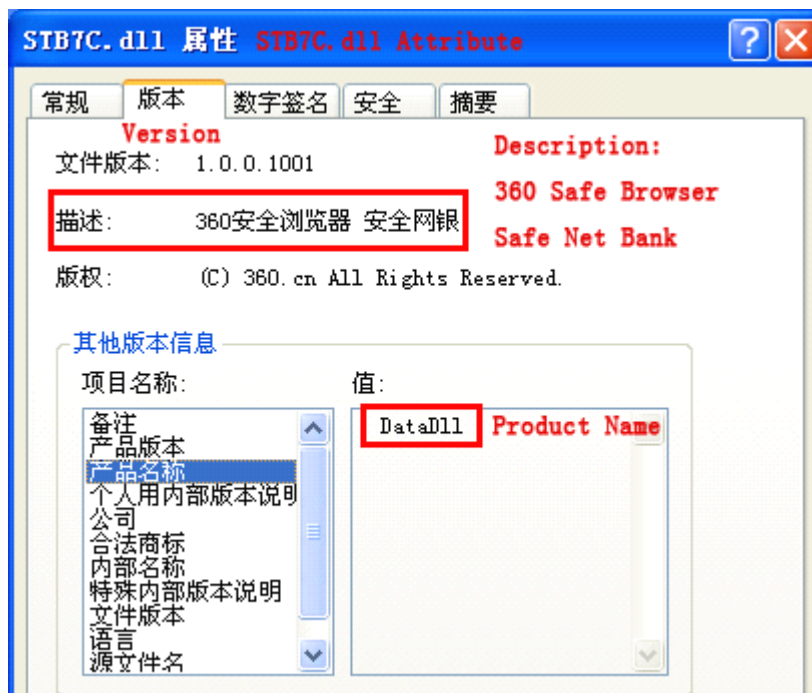 STB7C.dll 属性 STB7C.dll Attribute
常规 版本 数字签名 安全 摘要
Version
文件版本: 1.0.0.1001
Description:
360 Safe Browser
Safe Net Bank
描述: 360安全浏览器 安全网银
版权: (C) 360.cn All Rights Reserved.
其他版本信息
项目名称: 值:
备注
产品版本
产品名称
个人用内部版本说明
公司
合法商标
内部名称
特殊内部版本说明
文件版本
语言
源文件名
DataDll Product Name